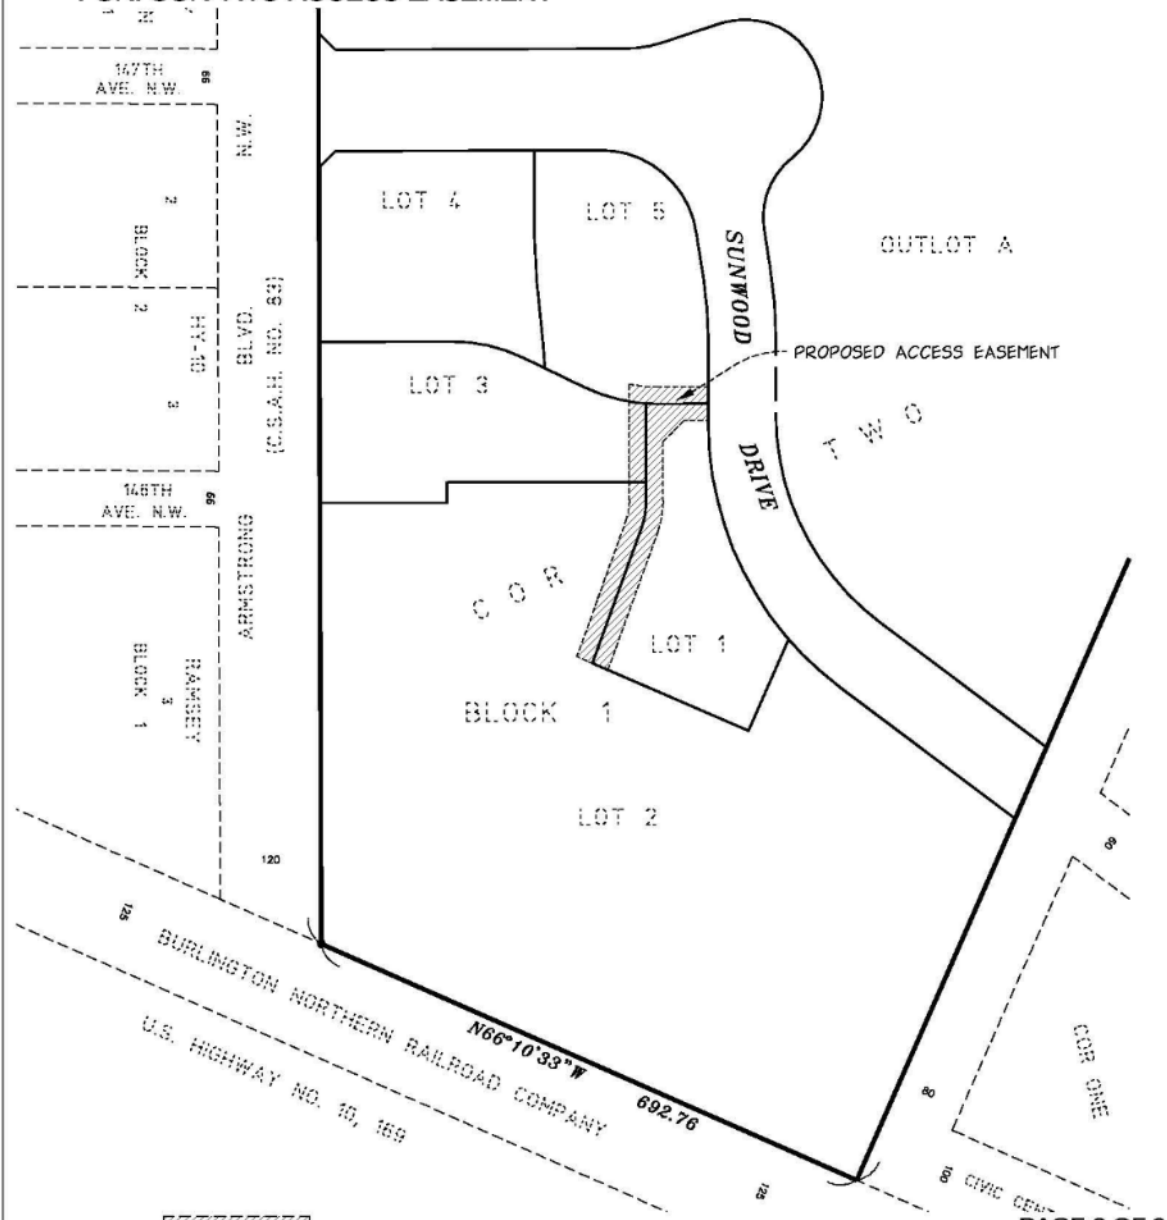 147TH
AVE. N.W.
66
N.W.
LOT 4
LOT 5
2
BLOCK 2
SUNWOOD
OUTLOT A
HY-10
BLVD.
(C.S.A.H. NO. 83)
PROPOSED ACCESS EASEMENT
LOT 3
3
TWO
DRIVE
146TH
AVE. N.W.
66
ARMSTRONG
COR
LOT 1
BLOCK 1
3
RAMSEY
BLOCK 1
LOT 2
60
120
125
BURLINGTON NORTHERN RAILROAD COMPANY
N66°10'33"W
692.76
U.S. HIGHWAY NO. 10, 169
COR ONE
80
100
125